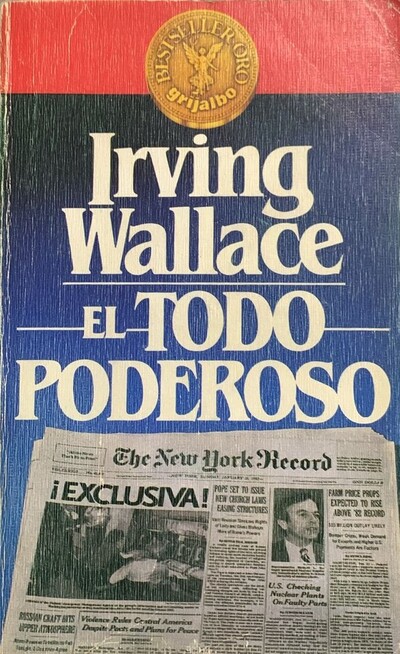 BESTSELLER ORO
grijalbo
Irving
Wallace
EL TODO
PODEROSO
The New York Record
¡EXCLUSIVA!
POPE SET TO ISSUE
NEW CHURCH LAWS
EASING STRICTURES
FARM PRICE PROPS
EXPECTED TO RISE
ABOVE '82 RECORD
U.S. Checking
Nuclear Plants
On Faulty Parts
RUSSIAN CRAFT HITS
UPPER ATMOSPHERE
Violence Rules Central America
Despite Pacts and Plans for Peace